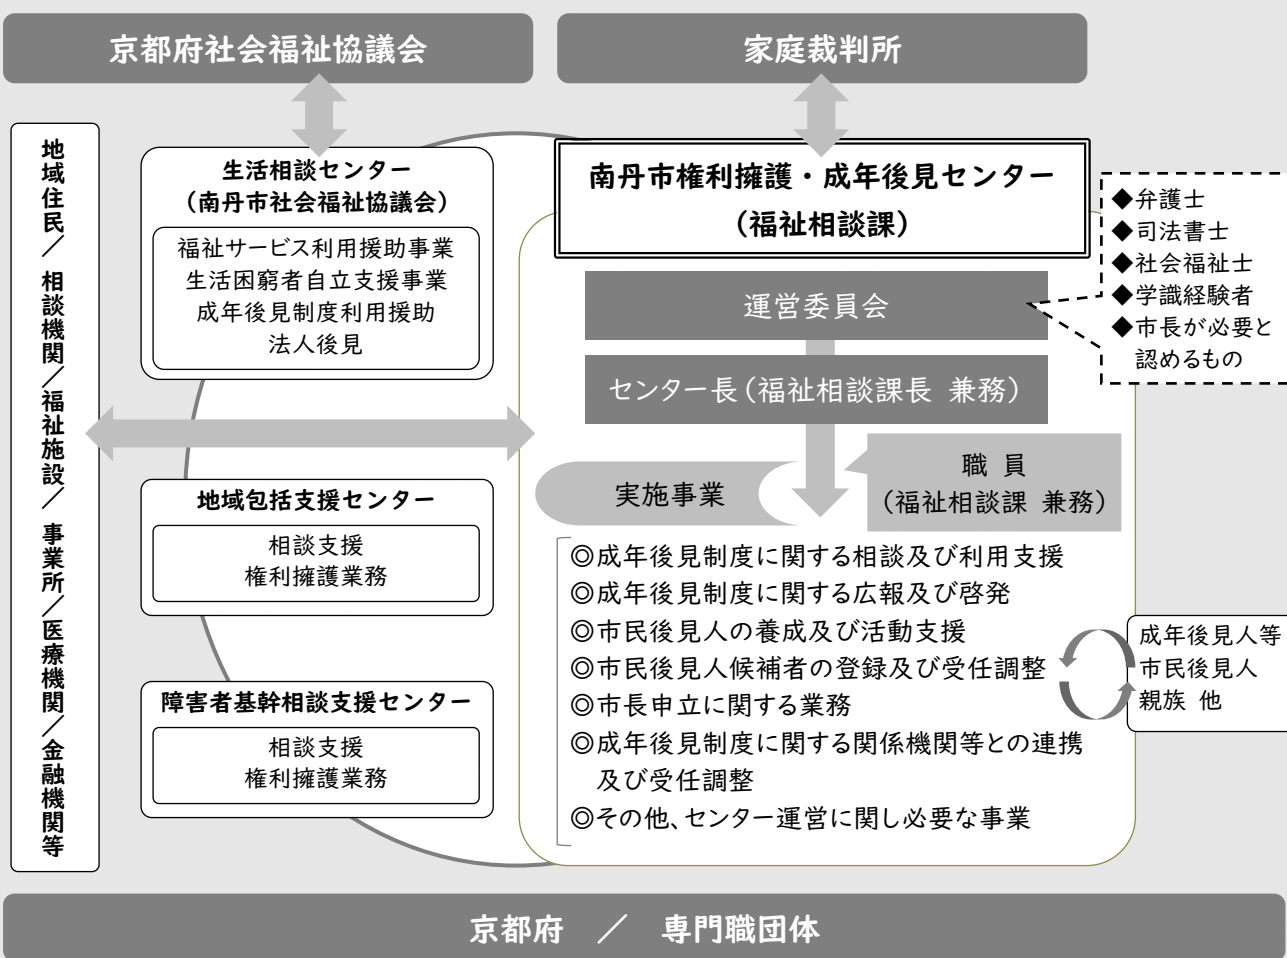 京都府社会福祉協議会
家庭裁判所
地域住民／相談機関／福祉施設／事業所／医療機関／金融機関等
生活相談センター
（南丹市社会福祉協議会）
福祉サービス利用援助事業
生活困窮者自立支援事業
成年後見制度利用援助
法人後見
地域包括支援センター
相談支援
権利擁護業務
障害者基幹相談支援センター
相談支援
権利擁護業務
南丹市権利擁護・成年後見センター
（福祉相談課）
運営委員会
センター長（福祉相談課長 兼務）
◆弁護士
◆司法書士
◆社会福祉士
◆学識経験者
◆市長が必要と
認めるもの
職 員
（福祉相談課 兼務）
実施事業
◎成年後見制度に関する相談及び利用支援
◎成年後見制度に関する広報及び啓発
◎市民後見人の養成及び活動支援
◎市民後見人候補者の登録及び受任調整
◎市長申立に関する業務
◎成年後見制度に関する関係機関等との連携
及び受任調整
◎その他、センター運営に関し必要な事業
成年後見人等
市民後見人
親族 他
京都府 ／ 専門職団体